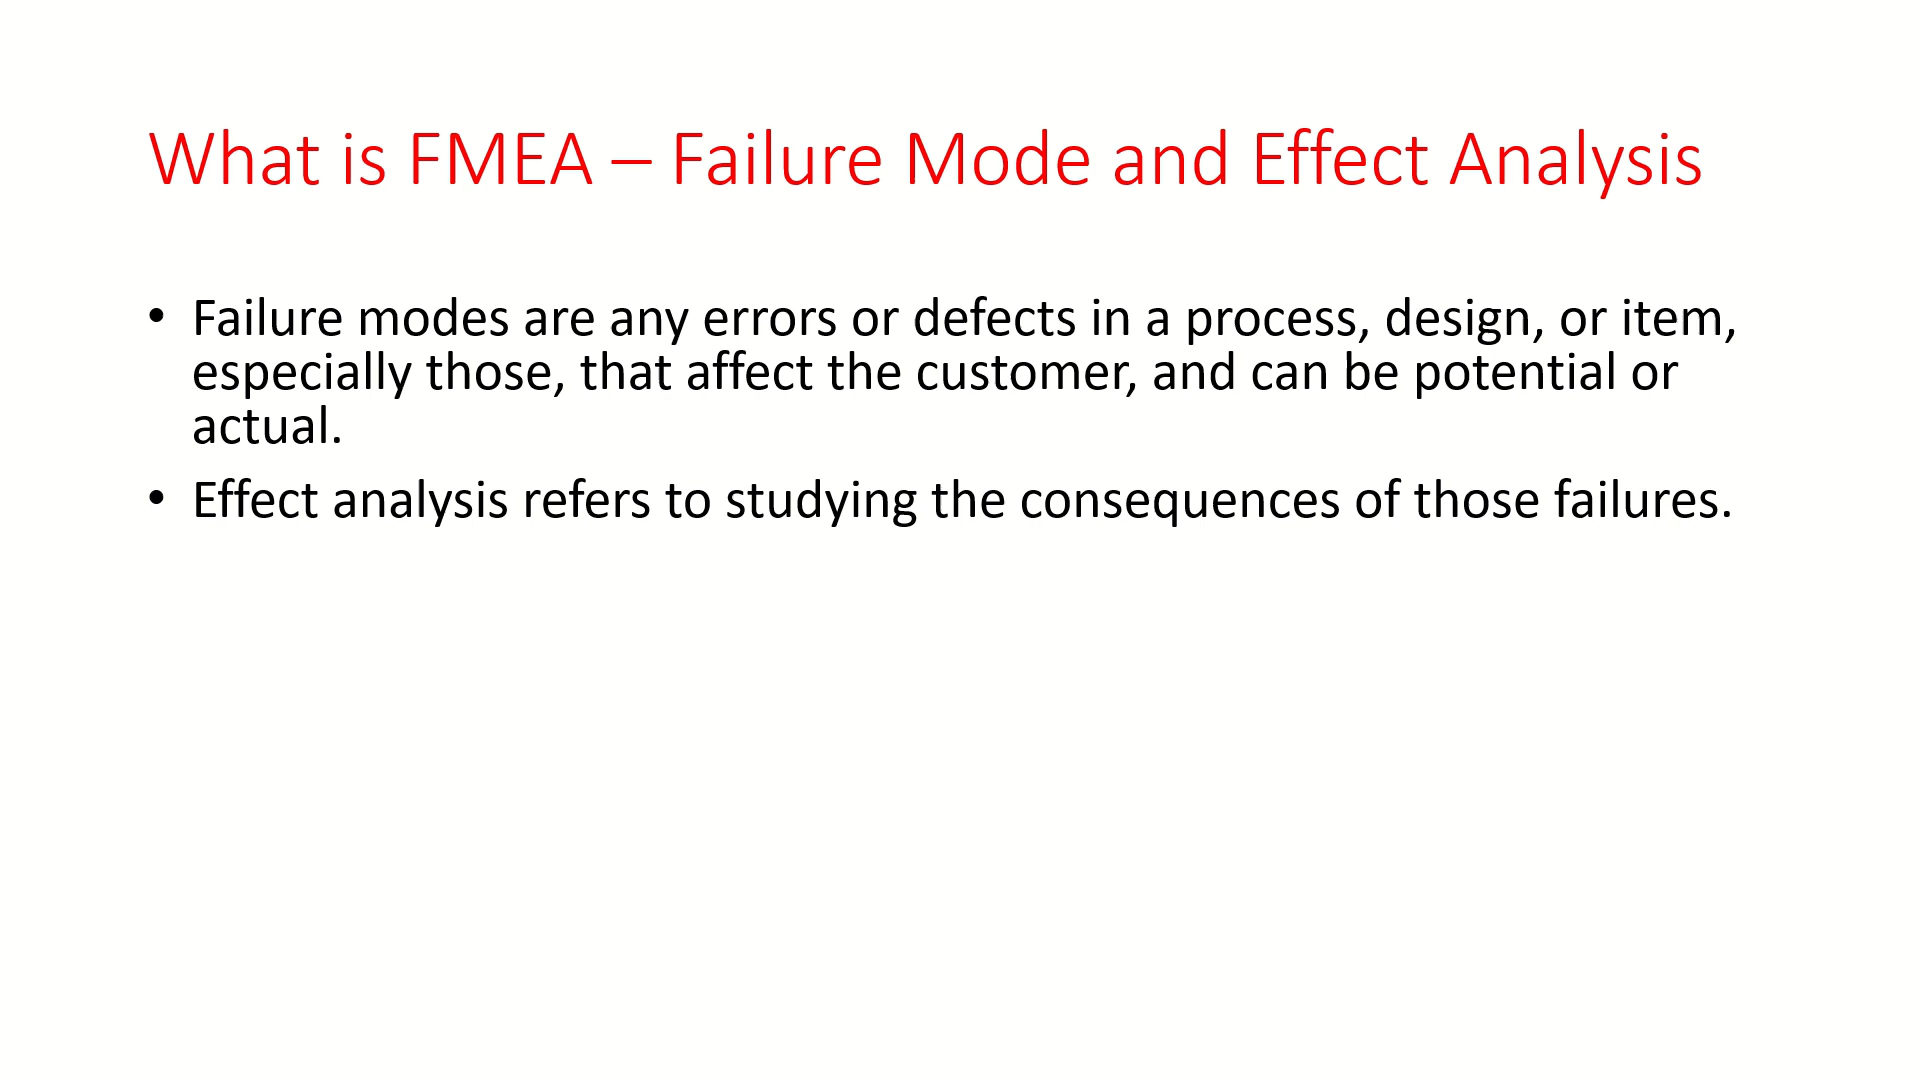 What is FMEA – Failure Mode and Effect Analysis
• Failure modes are any errors or defects in a process, design, or item,
especially those, that affect the customer, and can be potential or
actual.
• Effect analysis refers to studying the consequences of those failures.